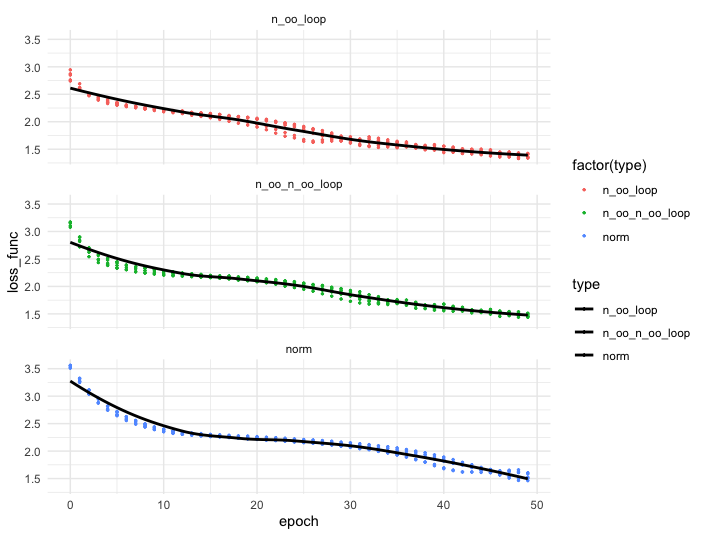 n_oo_loop
3.5
3.0
2.5
2.0
1.5
n_oo_n_oo_loop
3.5
3.0
2.5
2.0
1.5
norm
3.5
3.0
2.5
2.0
1.5
0 10 20 30 40 50
epoch
loss_func
factor(type)
n_oo_loop
n_oo_n_oo_loop
norm
type
n_oo_loop
n_oo_n_oo_loop
norm